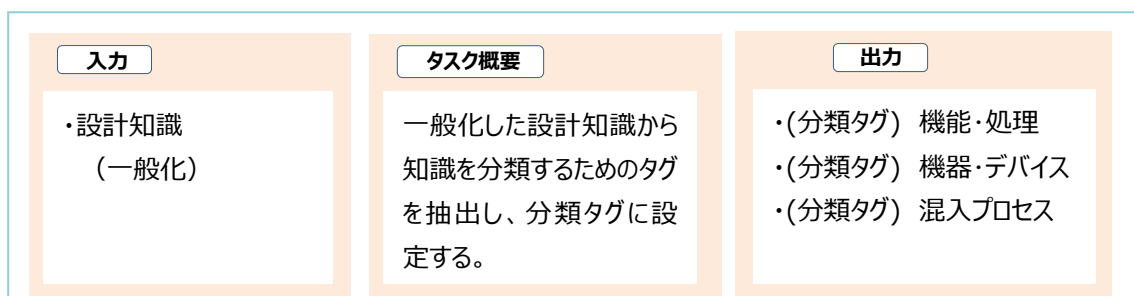 入力
・設計知識
（一般化）
タスク概要
一般化した設計知識から
知識を分類するためのタグ
を抽出し、分類タグに設
定する。
出力
・(分類タグ) 機能・処理
・(分類タグ) 機器・デバイス
・(分類タグ) 混入プロセス